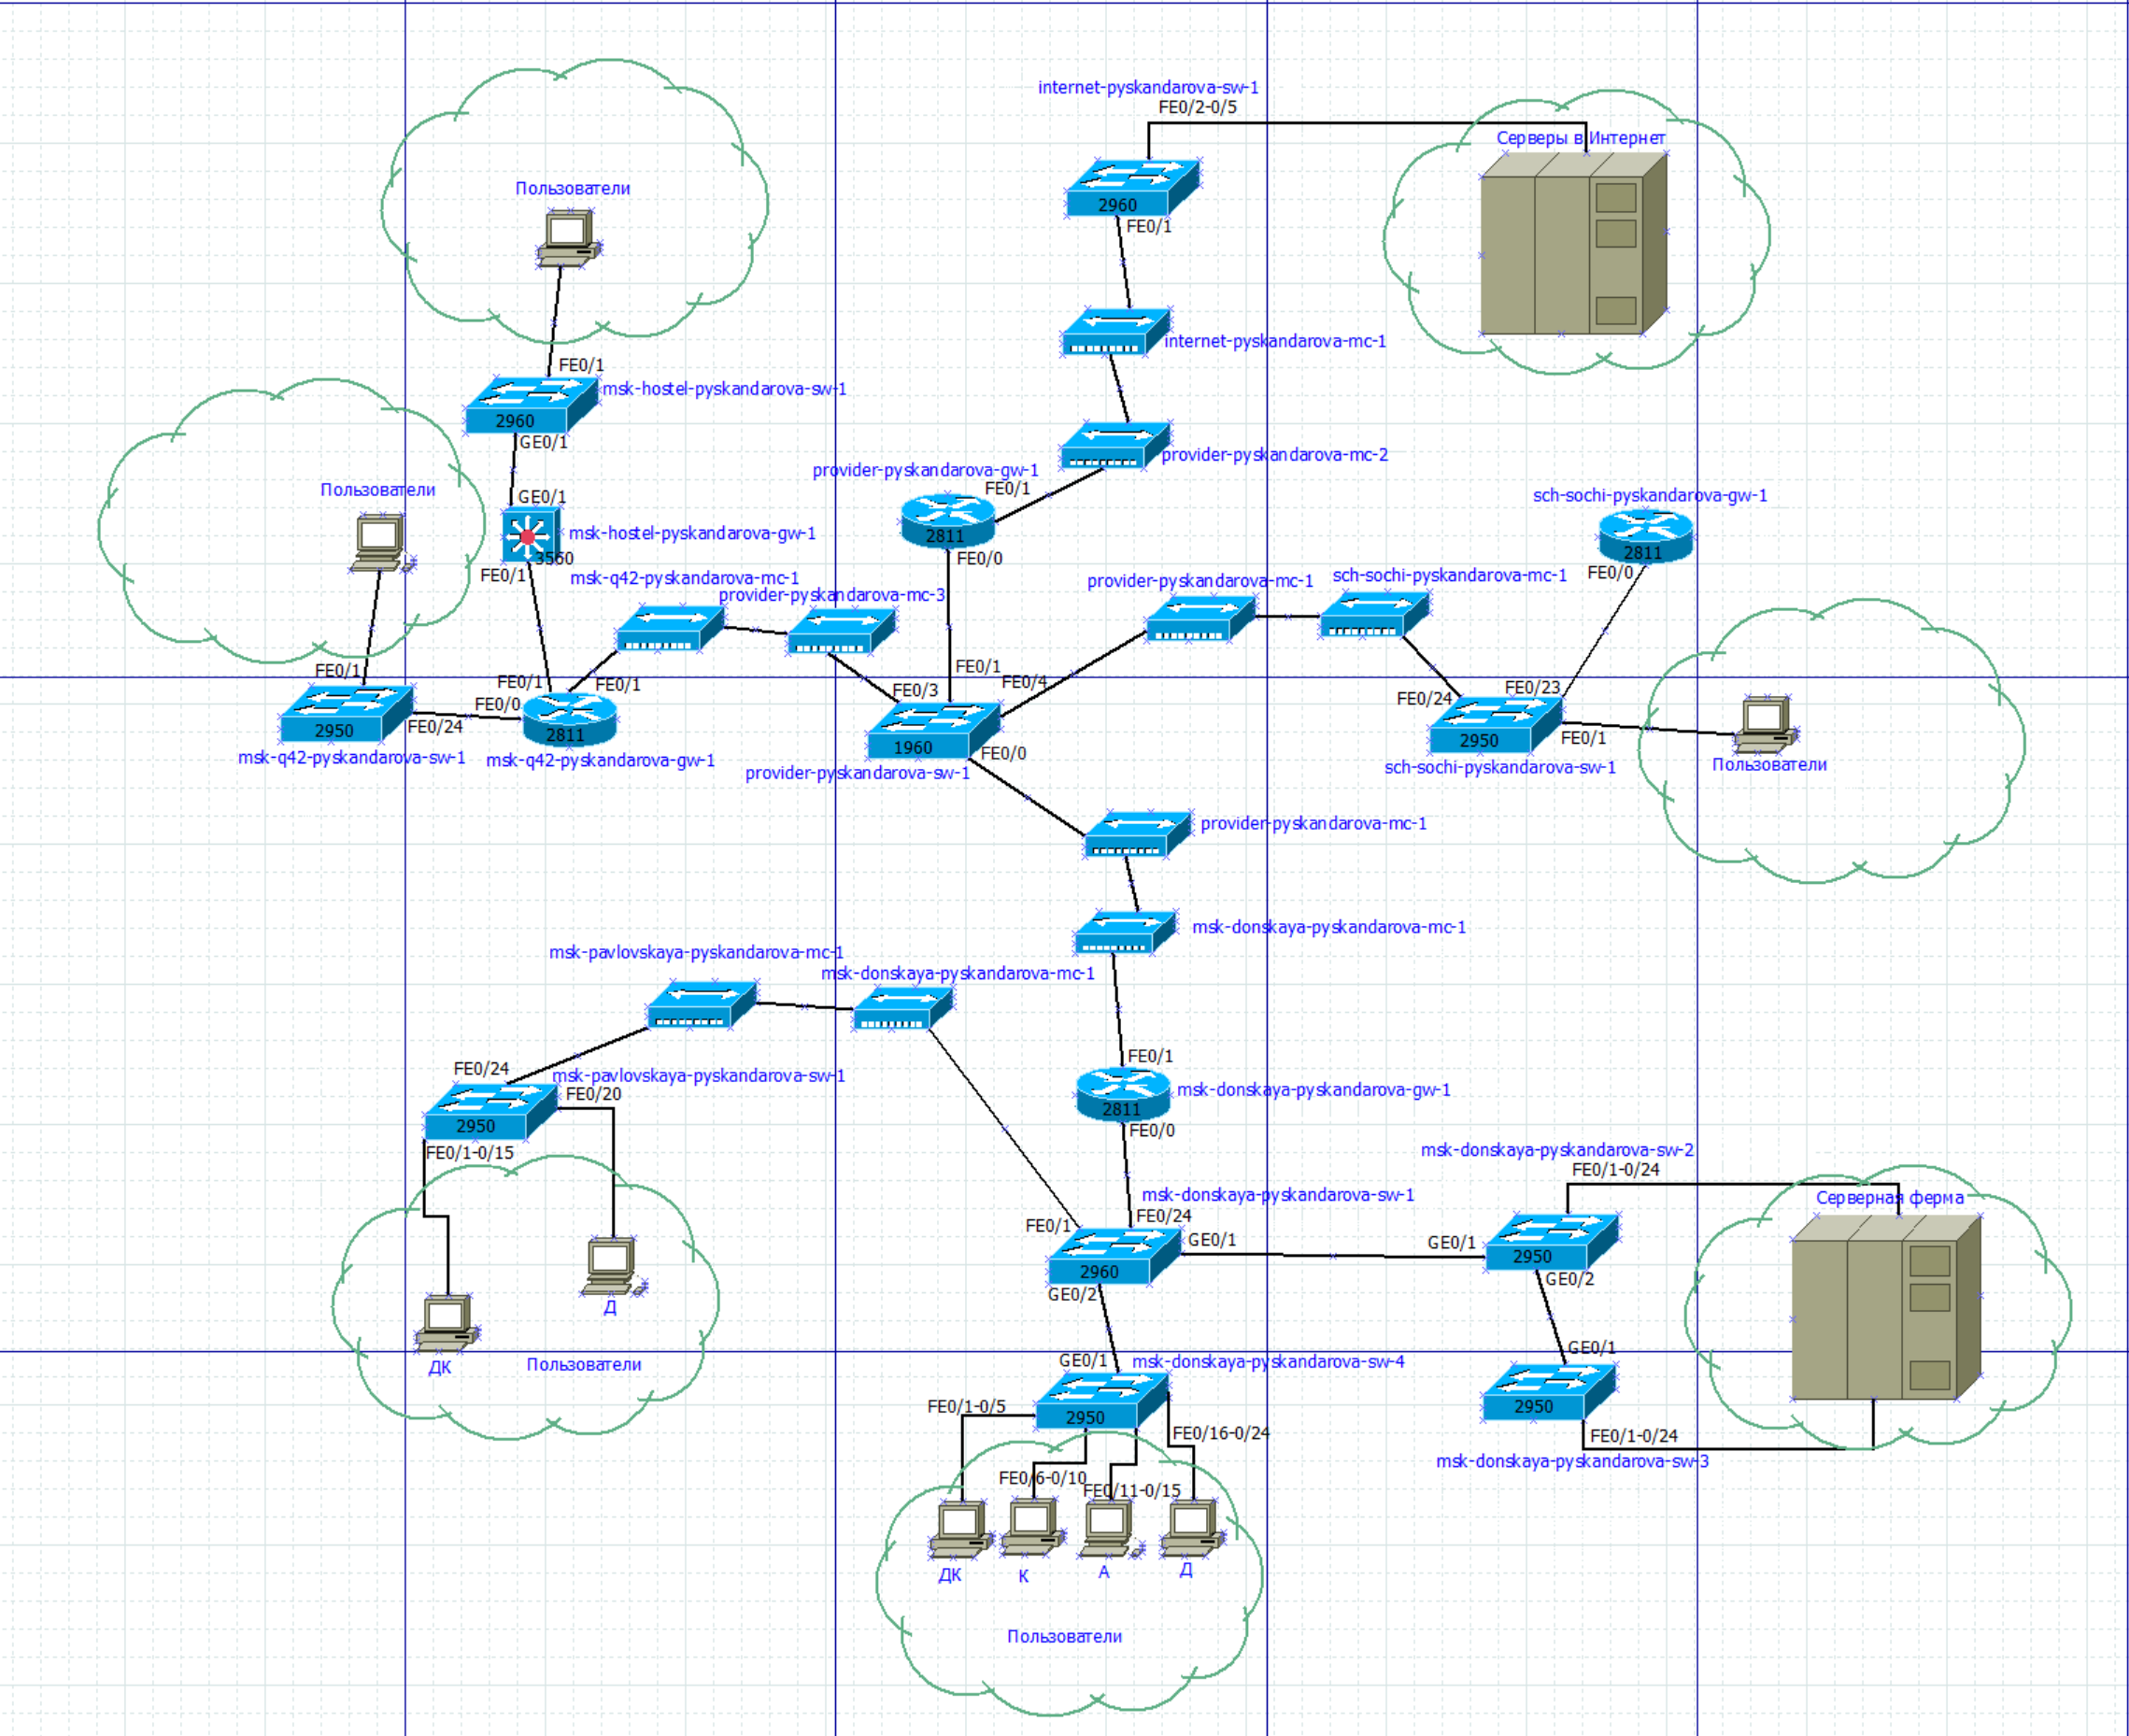 internet-pyskandarova-sw-1
FE0/2-0/5
Серверы в Интернет
2960
FE0/1
Пользователи
internet-pyskandarova-mc-1
FE0/1
msk-hostel-pyskandarova-sw-1
2960
GE0/1
provider-pyskandarova-mc-2
provider-pyskandarova-gw-1
FE0/1
2811
FE0/0
Пользователи
GE0/1
msk-hostel-pyskandarova-gw-1
3560
FE0/1
sch-sochi-pyskandarova-gw-1
2811
FE0/0
msk-q42-pyskandarova-mc-1
provider-pyskandarova-mc-3
provider-pyskandarova-mc-1
sch-sochi-pyskandarova-mc-1
FE0/1
2950
FE0/24
msk-q42-pyskandarova-sw-1
FE0/0
FE0/1
FE0/1
2811
msk-q42-pyskandarova-gw-1
FE0/3
FE0/1
FE0/4
1960
FE0/0
provider-pyskandarova-sw-1
FE0/24
FE0/23
2950
FE0/1
sch-sochi-pyskandarova-sw-1
Пользователи
provider-pyskandarova-mc-1
msk-donskaya-pyskandarova-mc-1
msk-pavlovskaya-pyskandarova-mc-1
msk-donskaya-pyskandarova-mc-1
FE0/24
msk-pavlovskaya-pyskandarova-sw-1
FE0/20
2950
FE0/1-0/15
Д
ДК
Пользователи
FE0/1
msk-donskaya-pyskandarova-gw-1
2811
FE0/0
msk-donskaya-pyskandarova-sw-1
FE0/1
FE0/24
GE0/1
2960
GE0/2
msk-donskaya-pyskandarova-sw-2
FE0/1-0/24
Серверная ферма
GE0/1
2950
GE0/2
GE0/1
2950
FE0/1-0/24
msk-donskaya-pyskandarova-sw-3
GE0/1
msk-donskaya-pyskandarova-sw-4
2950
FE0/1-0/5
FE0/16-0/24
FE0/6-0/10
FE0/11-0/15
ДК
К
А
Д
Пользователи